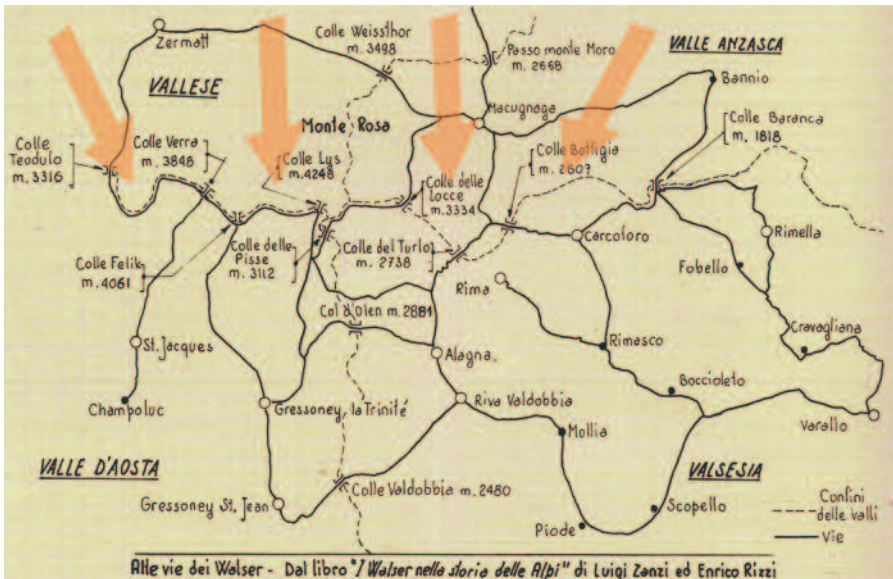 Zermatt
Colle Weissthor
m. 3498
Passo monte Moro
m. 2668
VALLE ANZASCA
VALLESE
Bannio
Macugnaga
Monte Rosa
Colle Baranca
m. 1818
Colle
Teodulo
m. 3316
Colle Verra
m. 3848
Colle Lys
m. 4248
Colle Bottigia
m. 2607
Colle delle
Locce
m. 3334
Colle Felik
m. 4061
Colle delle
Pisse
m. 3112
Colle del Turlo
m. 2738
Carcoforo
Rimella
Fobello
Rima
Col d'Olen m. 2881
St. Jacques
Alagna
Rimasco
Cravagliana
Champoluc
Gressoney, la Trinité
Riva Valdobbia
Boccioleto
Varallo
Mollia
VALLE D'AOSTA
Colle Valdobbia m. 2480
VALSESIA
Gressoney St. Jean
Scopello
Piode
Confini
delle valli
Vie
Alte vie dei Walser - Dal libro "I Walser nella storia delle Alpi" di Luigi Zanzi ed Enrico Rizzi